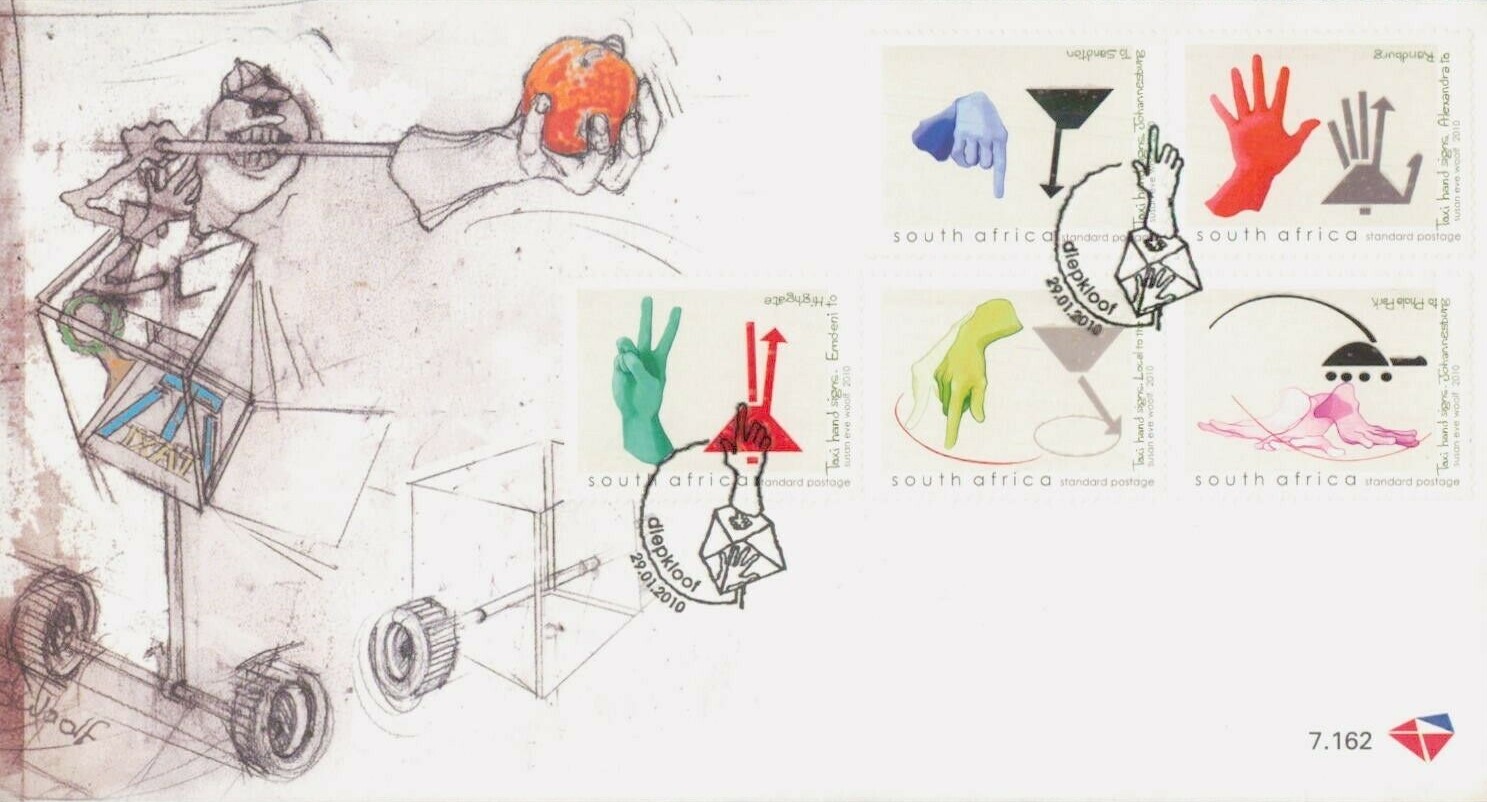 Taxi hand signs. Johannesburg
To Sandton
susan eve woolf 2010
south africa standard postage
Taxi hand signs. Alexandra to
Randburg
susan eve woolf 2010
south africa standard postage
diepkloof
29.01.2010
Taxi hand signs. Emdeni to
Highgate
susan eve woolf 2010
south africa standard postage
diepkloof
29.01.2010
Taxi hand signs. Local to the
susan eve woolf 2010
south africa standard postage
Taxi hand signs. Johannesburg
to Phola Park
susan eve woolf 2010
south africa standard postage
TAXI
Woolf
7.162